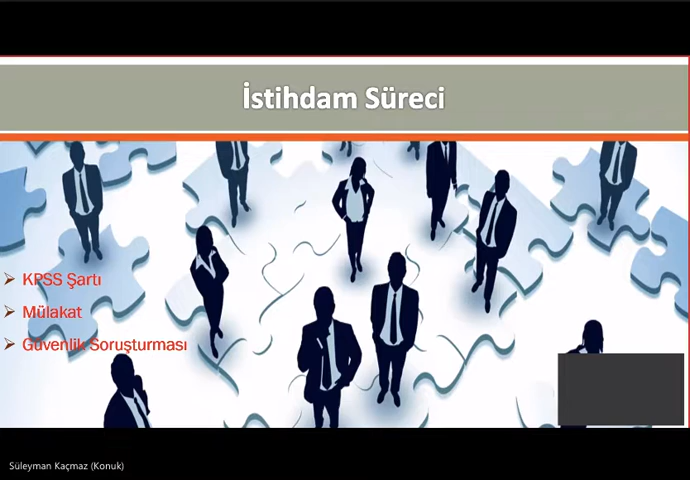 İstihdam Süreci
KPSS Şartı
Mülakat
Güvenlik Soruşturması
Süleyman Kaçmaz (Konuk)